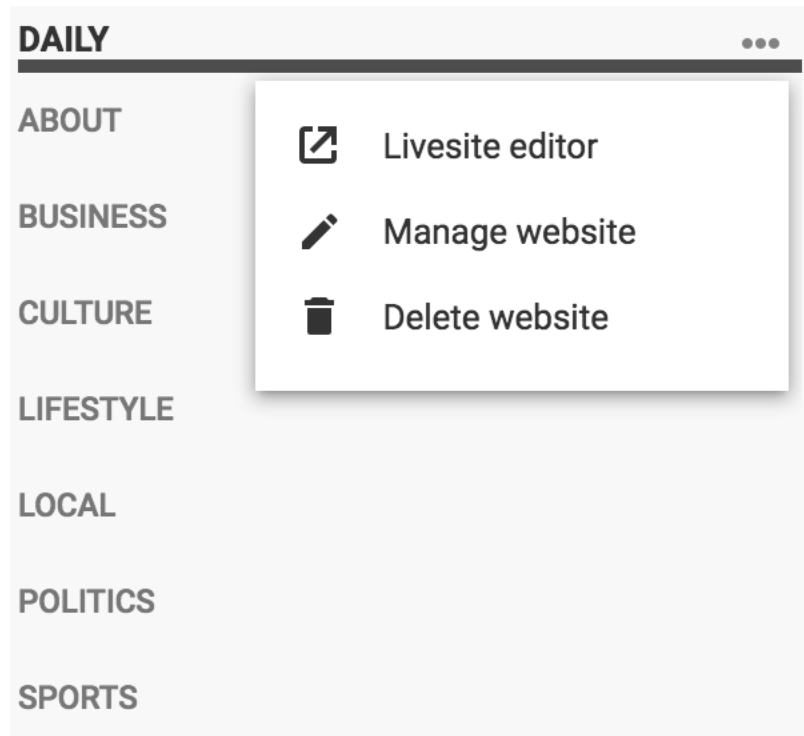 DAILY
ABOUT
BUSINESS
CULTURE
LIFESTYLE
LOCAL
POLITICS
SPORTS
Livesite editor
Manage website
Delete website